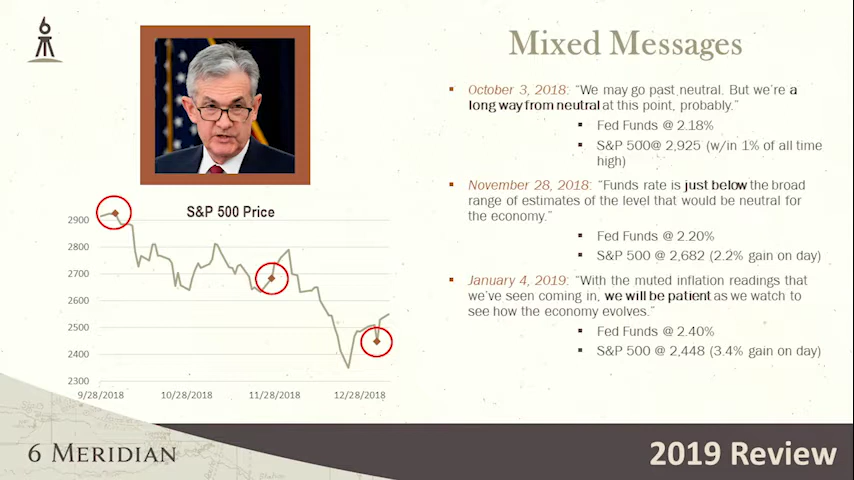 6
Mixed Messages
October 3, 2018: “We may go past neutral. But we’re a
long way from neutral at this point, probably.”
Fed Funds @ 2.18%
S&P 500@ 2,925 (w/in 1% of all time
high)
November 28, 2018: “Funds rate is just below the broad
range of estimates of the level that would be neutral for
the economy.”
Fed Funds @ 2.20%
S&P 500 @ 2,682 (2.2% gain on day)
January 4, 2019: “With the muted inflation readings that
we’ve seen coming in, we will be patient as we watch to
see how the economy evolves.”
Fed Funds @ 2.40%
S&P 500 @ 2,448 (3.4% gain on day)
S&P 500 Price
2900
2800
2700
2600
2500
2400
2300
9/28/2018 10/28/2018 11/28/2018 12/28/2018
6 MERIDIAN
2019 Review